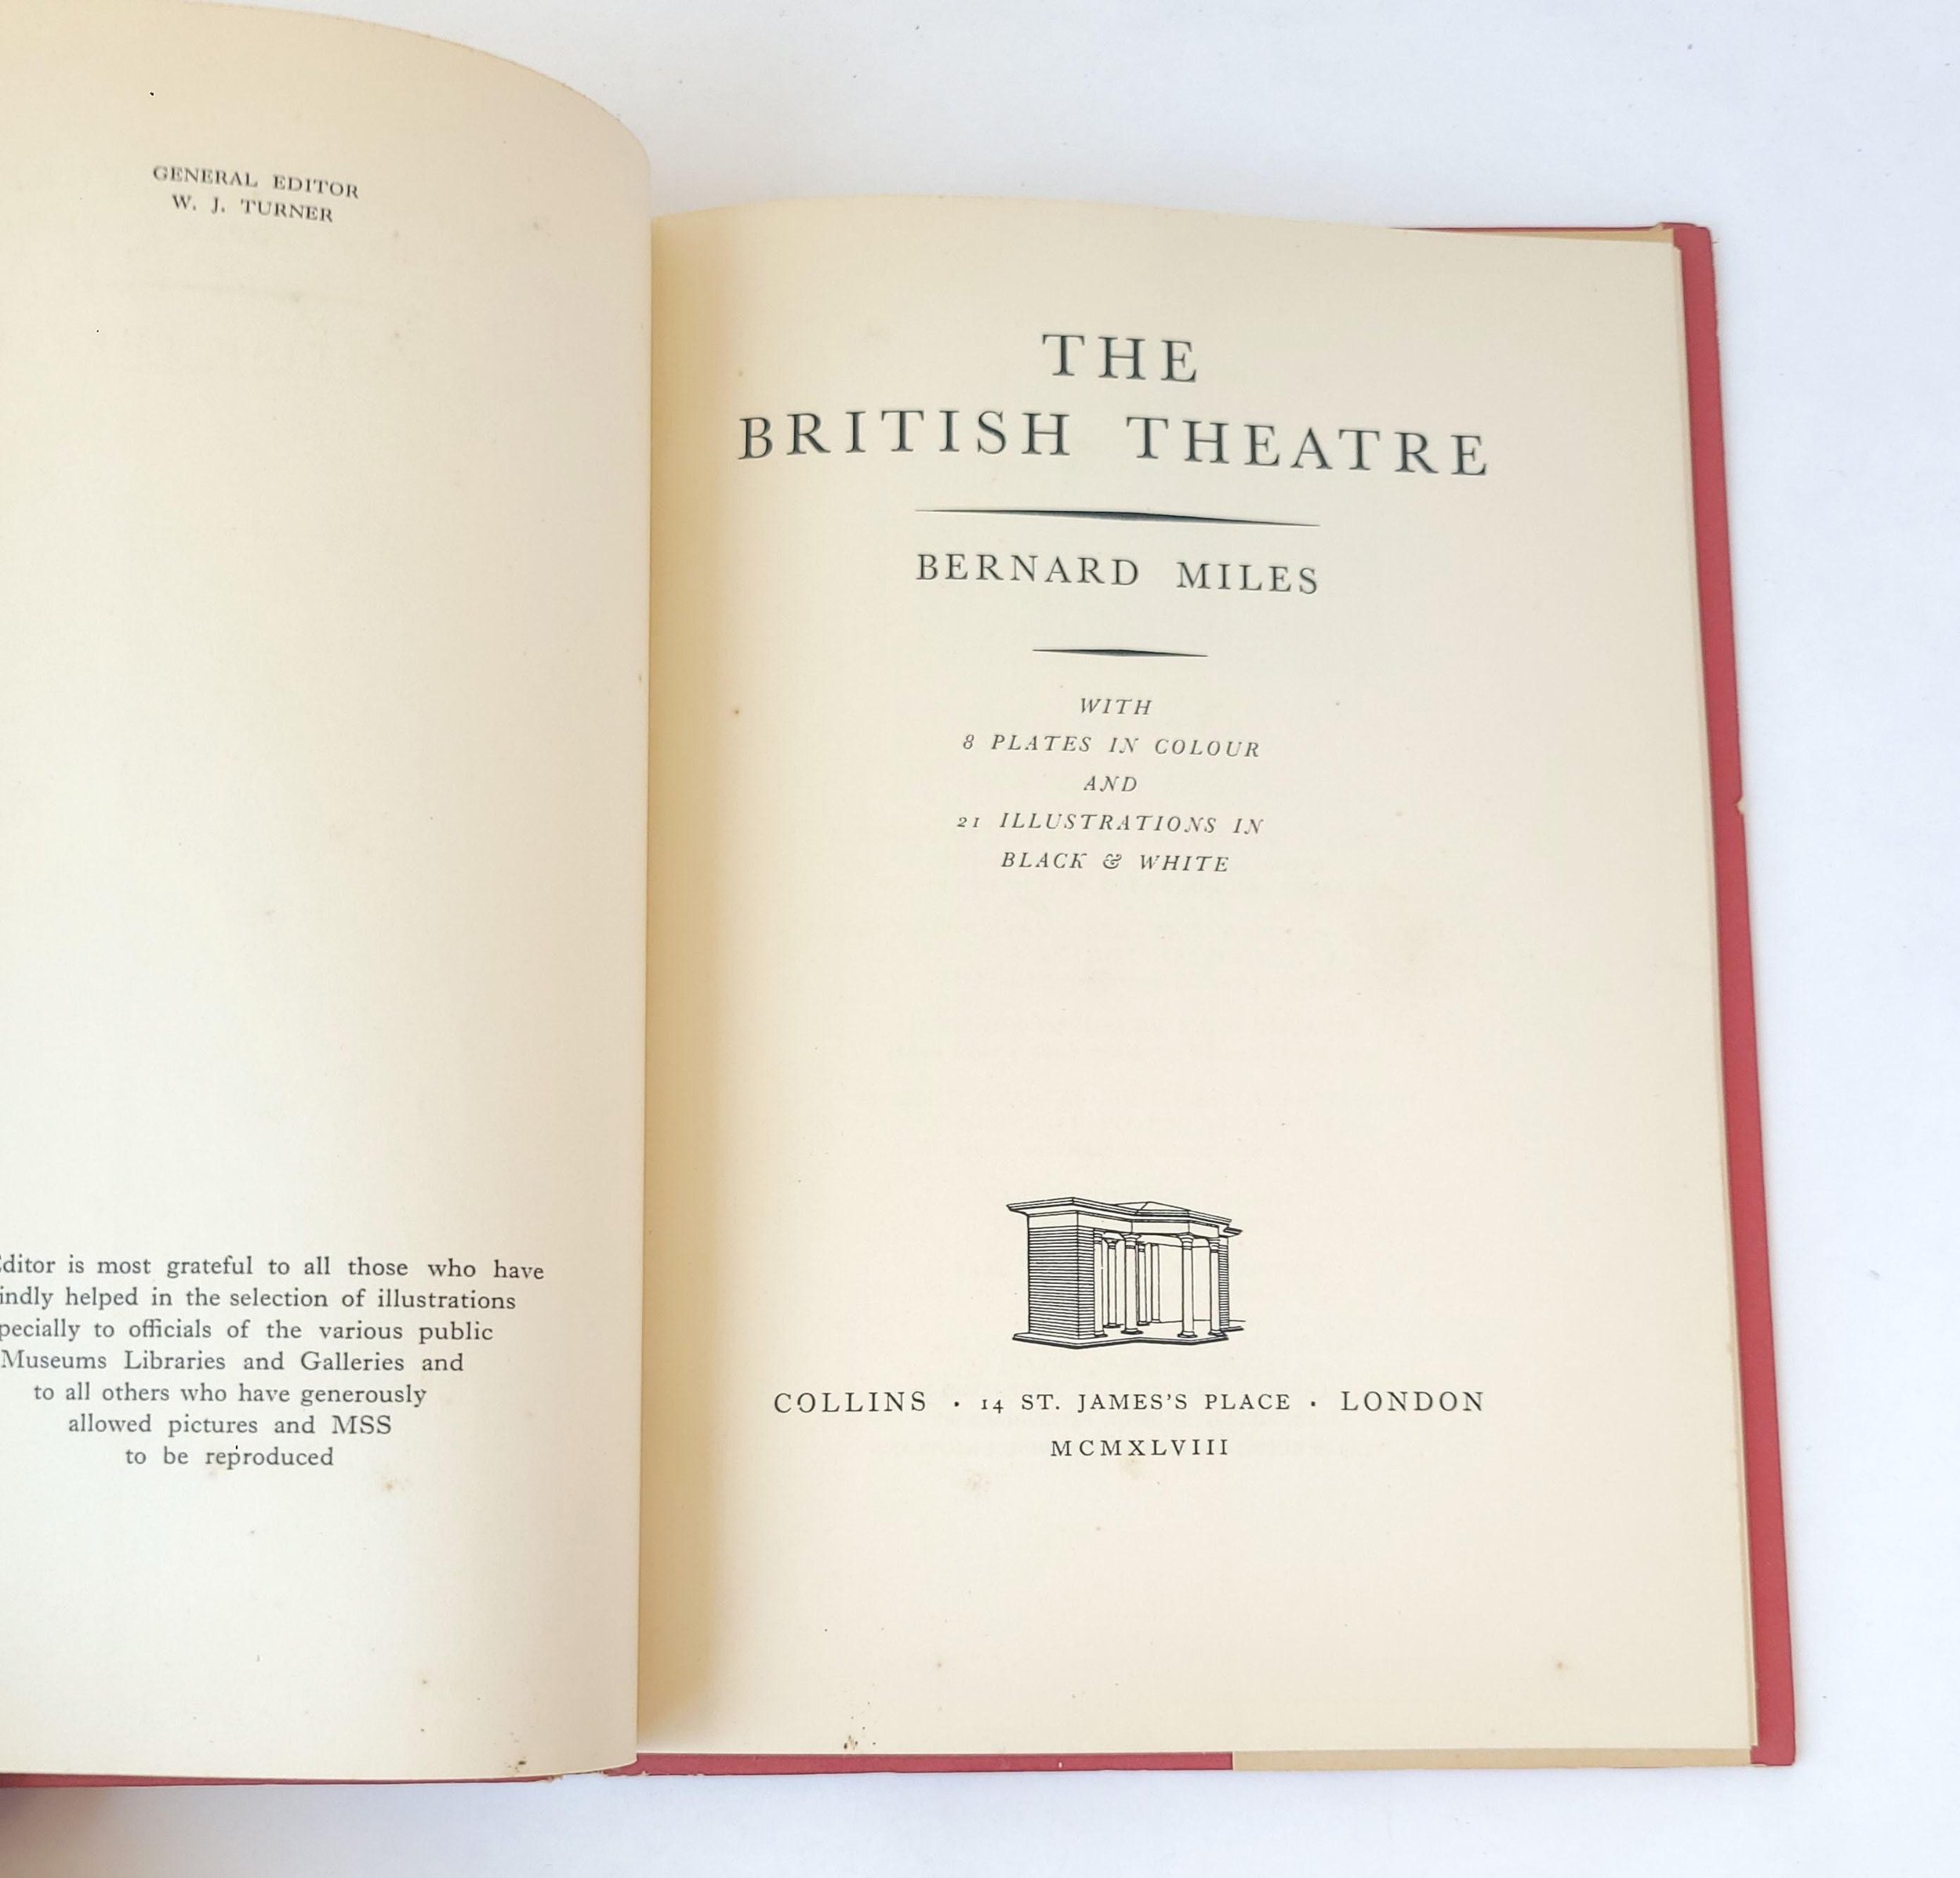 GENERAL EDITOR
W. J. TURNER
is most grateful to all those who have
helped in the selection of illustrations
to officials of the various public
Museums Libraries and Galleries and
to all others who have generously
allowed pictures and MSS
to be reproduced
THE
BRITISH THEATRE
BERNARD MILES
WITH
8 PLATES IN COLOUR
AND
21 ILLUSTRATIONS IN
BLACK & WHITE
COLLINS · 14 ST. JAMES'S PLACE · LONDON
MCMXLVIII